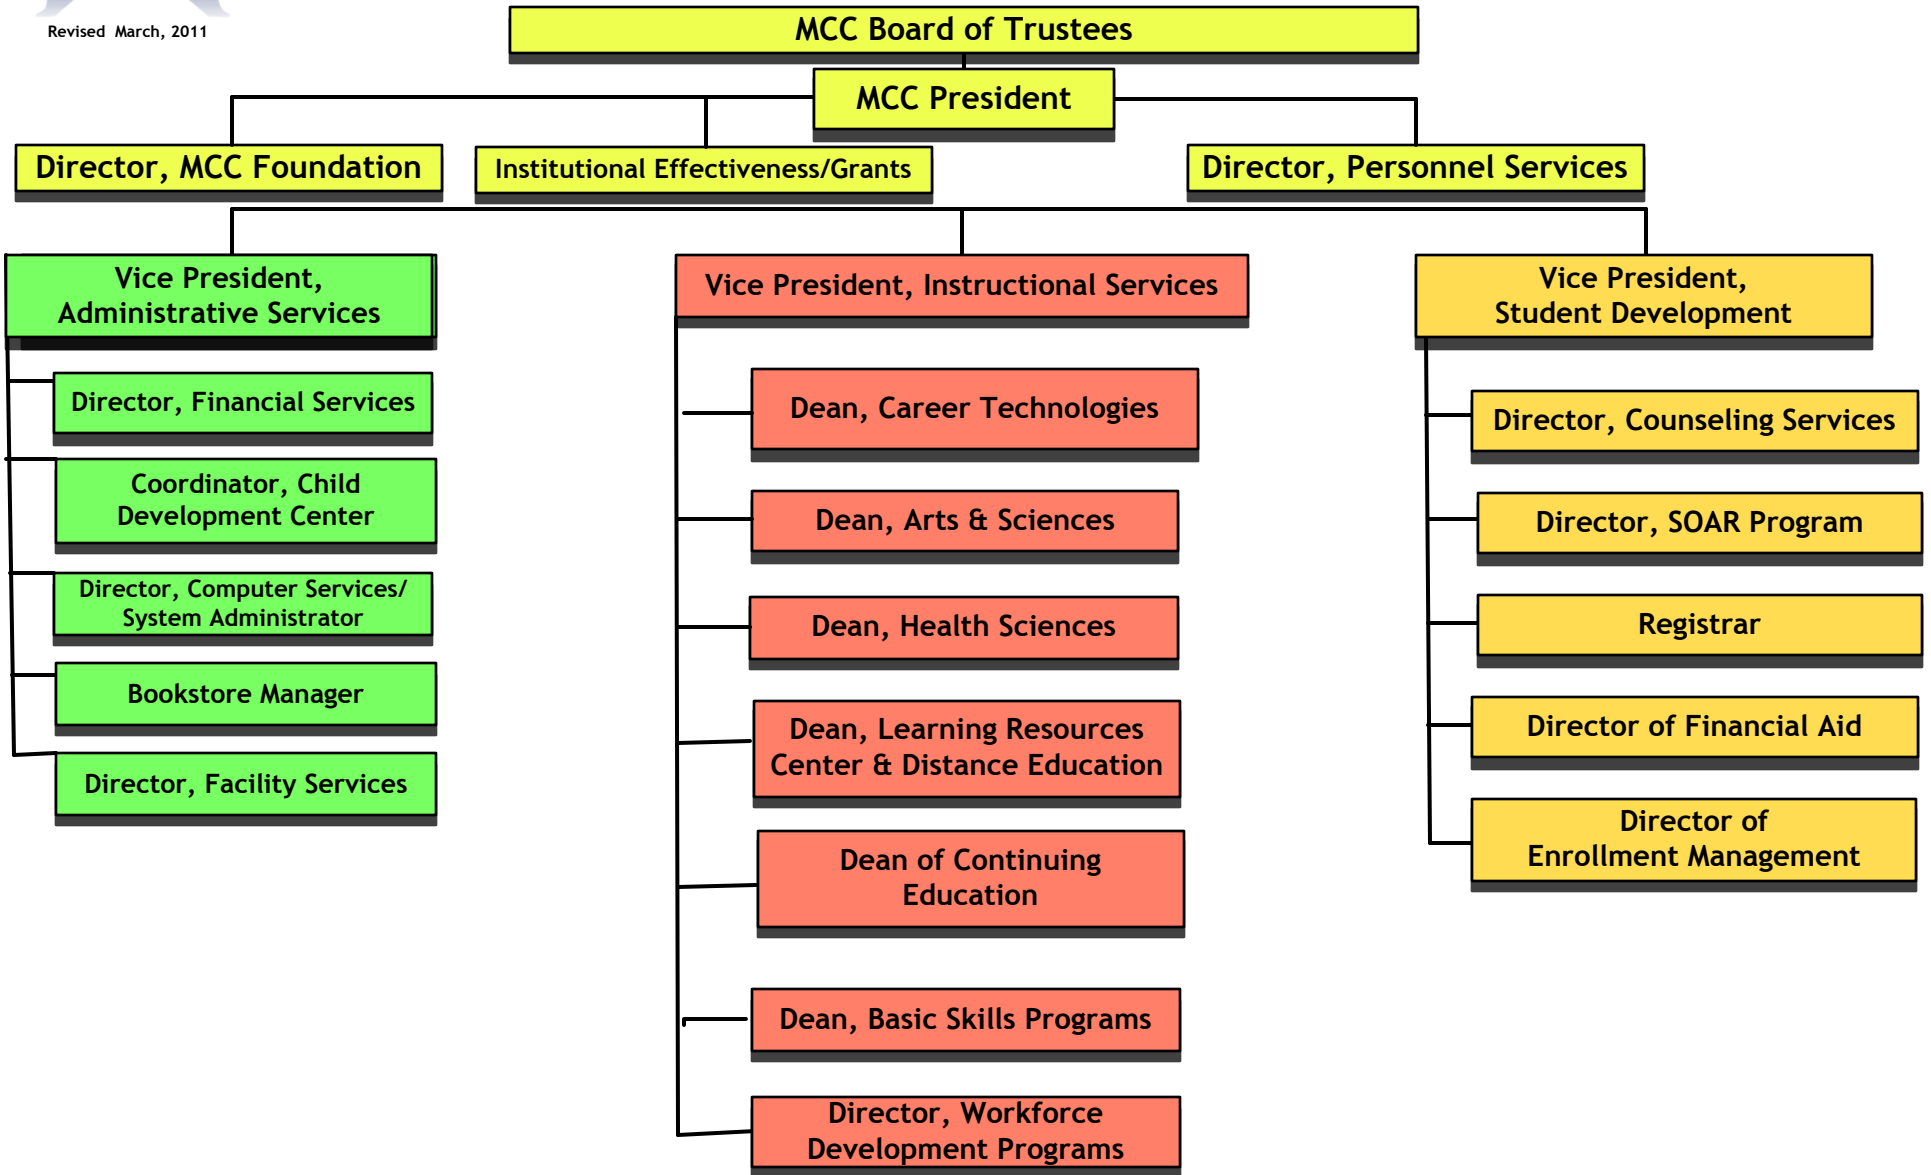 Revised March, 2011
MCC Board of Trustees
MCC President
Director, MCC Foundation
Institutional Effectiveness/Grants
Director, Personnel Services
Vice President,
Administrative Services
Director, Financial Services
Coordinator, Child
Development Center
Director, Computer Services/
System Administrator
Bookstore Manager
Director, Facility Services
Vice President, Instructional Services
Dean, Career Technologies
Dean, Arts & Sciences
Dean, Health Sciences
Dean, Learning Resources
Center & Distance Education
Dean of Continuing
Education
Dean, Basic Skills Programs
Director, Workforce
Development Programs
Vice President,
Student Development
Director, Counseling Services
Director, SOAR Program
Registrar
Director of Financial Aid
Director of
Enrollment Management